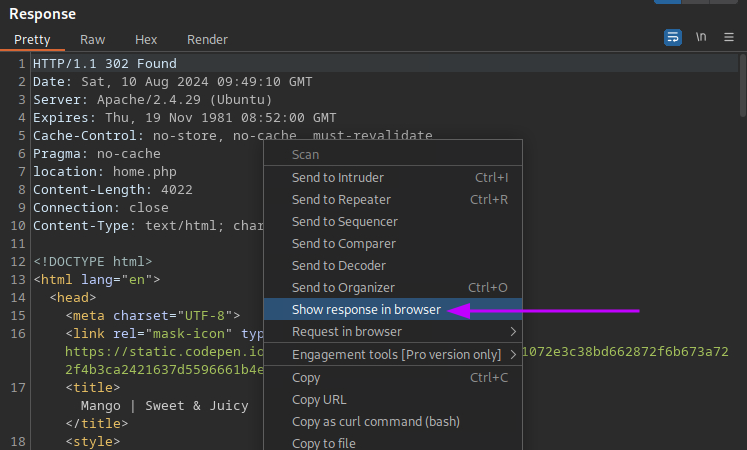 Response
Pretty Raw Hex Render \n
1 HTTP/1.1 302 Found
2 Date: Sat, 10 Aug 2024 09:49:10 GMT
3 Server: Apache/2.4.29 (Ubuntu)
4 Expires: Thu, 19 Nov 1981 08:52:00 GMT
5 Cache-Control: no-store, no-cache, must-revalidate
6 Pragma: no-cache
7 location: home.php
8 Content-Length: 4022
9 Connection: close
10 Content-Type: text/html; char
11
12 <!DOCTYPE html>
13 <html lang="en">
14 <head>
15 <meta charset="UTF-8">
16 <link rel="mask-icon" typ
https://static.codepen.io
1072e3c38bd662872f6b673a72
2f4b3ca2421637d5596661b4e
17 <title>
Mango | Sweet & Juicy
</title>
18 <style>
Scan
Send to Intruder Ctrl+I
Send to Repeater Ctrl+R
Send to Sequencer
Send to Comparer
Send to Decoder
Send to Organizer Ctrl+O
Show response in browser
Request in browser
Engagement tools [Pro version only]
Copy Ctrl+C
Copy URL
Copy as curl command (bash)
Copy to file